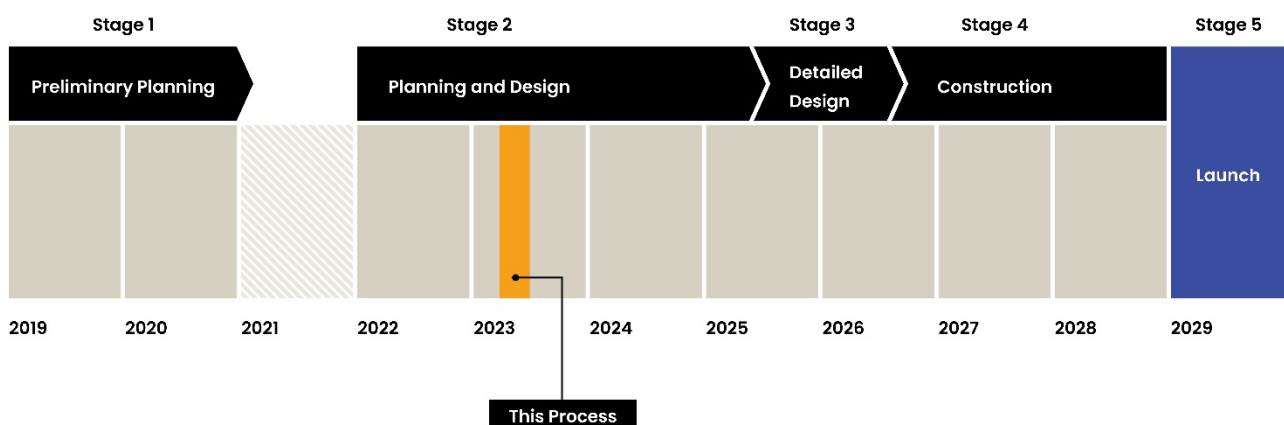 Stage 1
Stage 2
Stage 3
Stage 4
Stage 5
Preliminary Planning
Planning and Design
Detailed
Design
Construction
Launch
2019
2020
2021
2022
2023
2024
2025
2026
2027
2028
2029
This Process